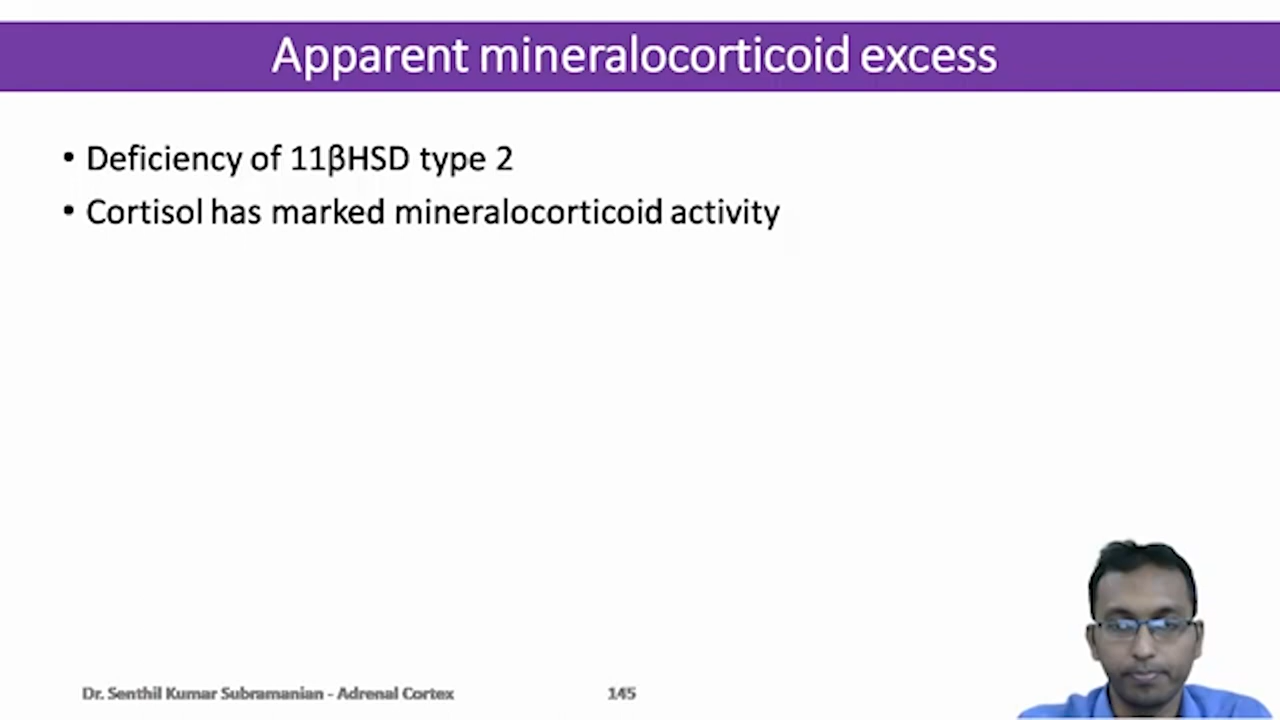 Apparent mineralocorticoid excess
• Deficiency of 11βHSD type 2
• Cortisol has marked mineralocorticoid activity
Dr. Senthil Kumar Subramanian - Adrenal Cortex 145